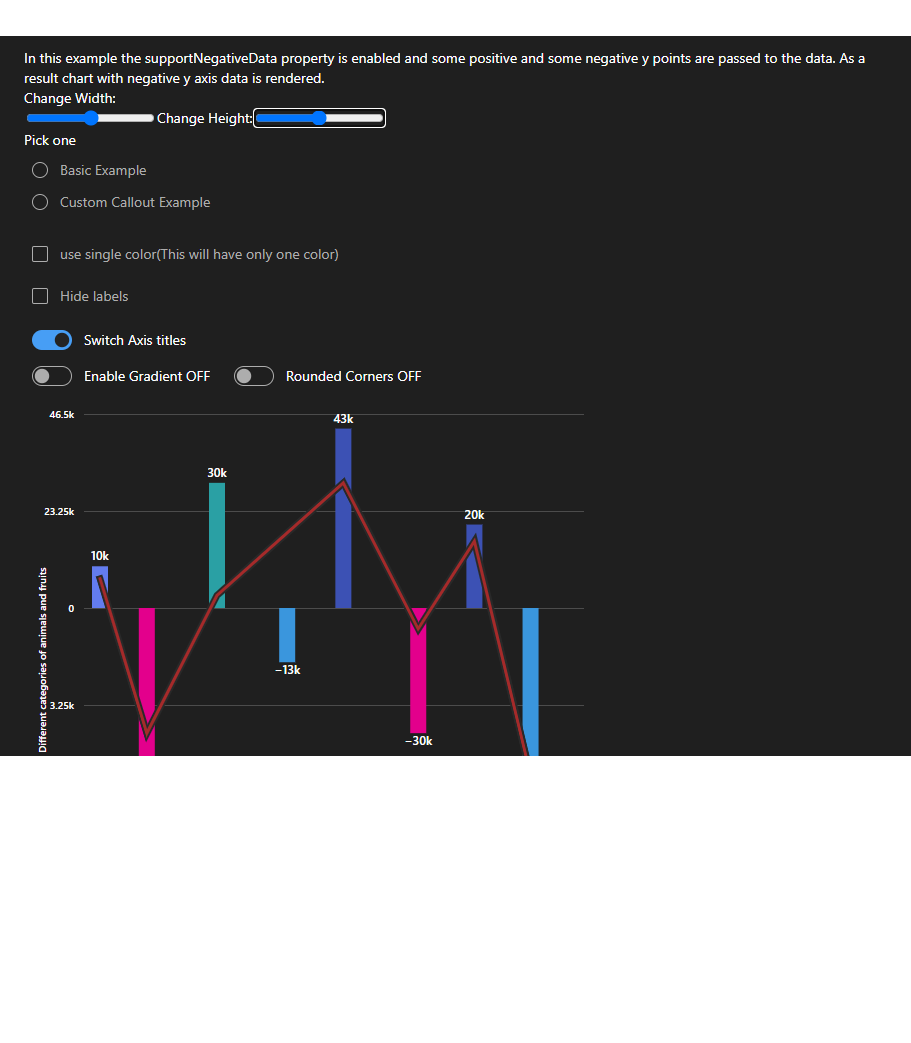 In this example the supportNegativeData property is enabled and some positive and some negative y points are passed to the data. As a
result chart with negative y axis data is rendered.
Change Width:
Change Height:
Pick one
Basic Example
Custom Callout Example
use single color(This will have only one color)
Hide labels
Switch Axis titles
Enable Gradient OFF
Rounded Corners OFF
46.5k
43k
30k
23.25k
20k
10k
0
−13k
3.25k
−30k
Different categories of animals and fruits